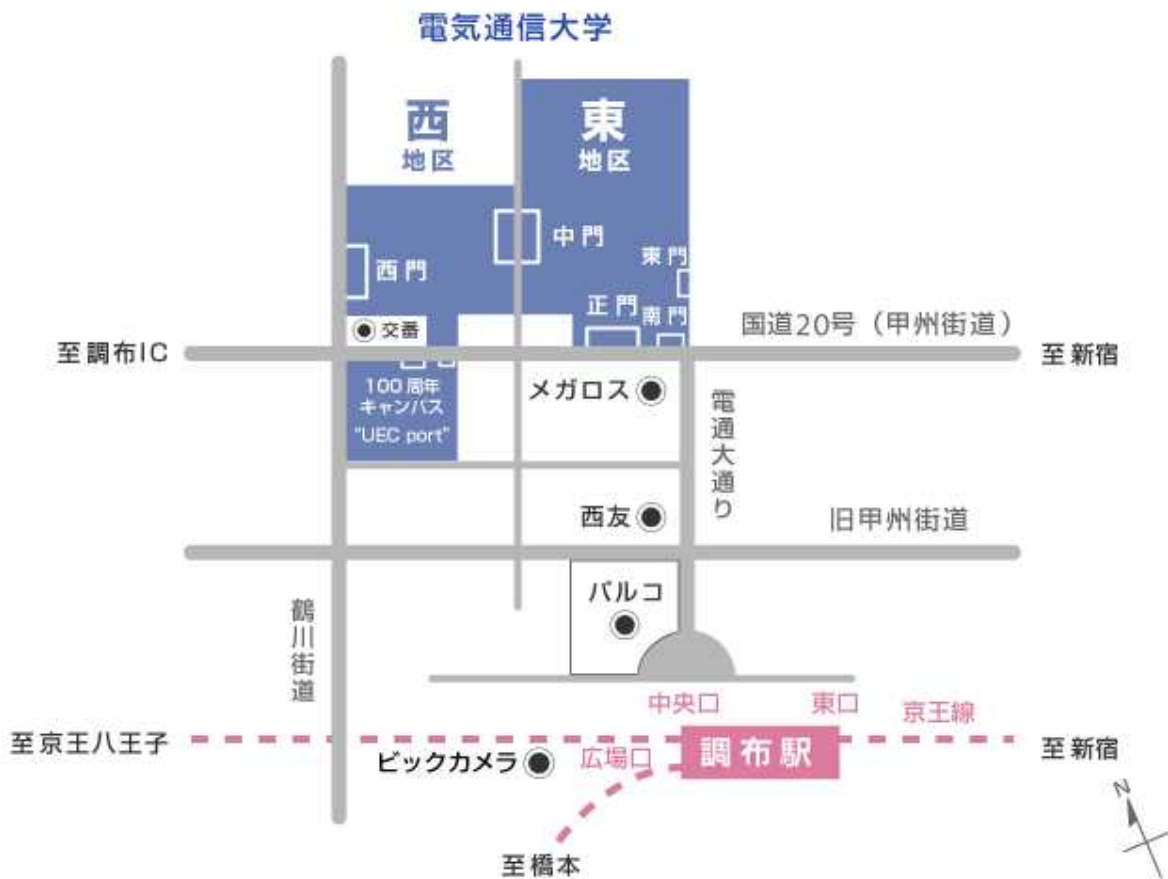 電気通信大学
西
地区
東
地区
中門
東門
西門
正門
南門
交番
国道20号（甲州街道）
至調布IC
至新宿
100周年
キャンパス
"UEC port"
メガロス
電通大通り
西友
旧甲州街道
パルコ
鶴川街道
中央口
東口
京王線
至京王八王子
ビックカメラ
広場口
調布駅
至新宿
至橋本
N